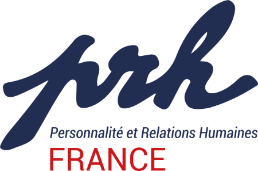 prh
Personnalité et Relations Humaines
FRANCE